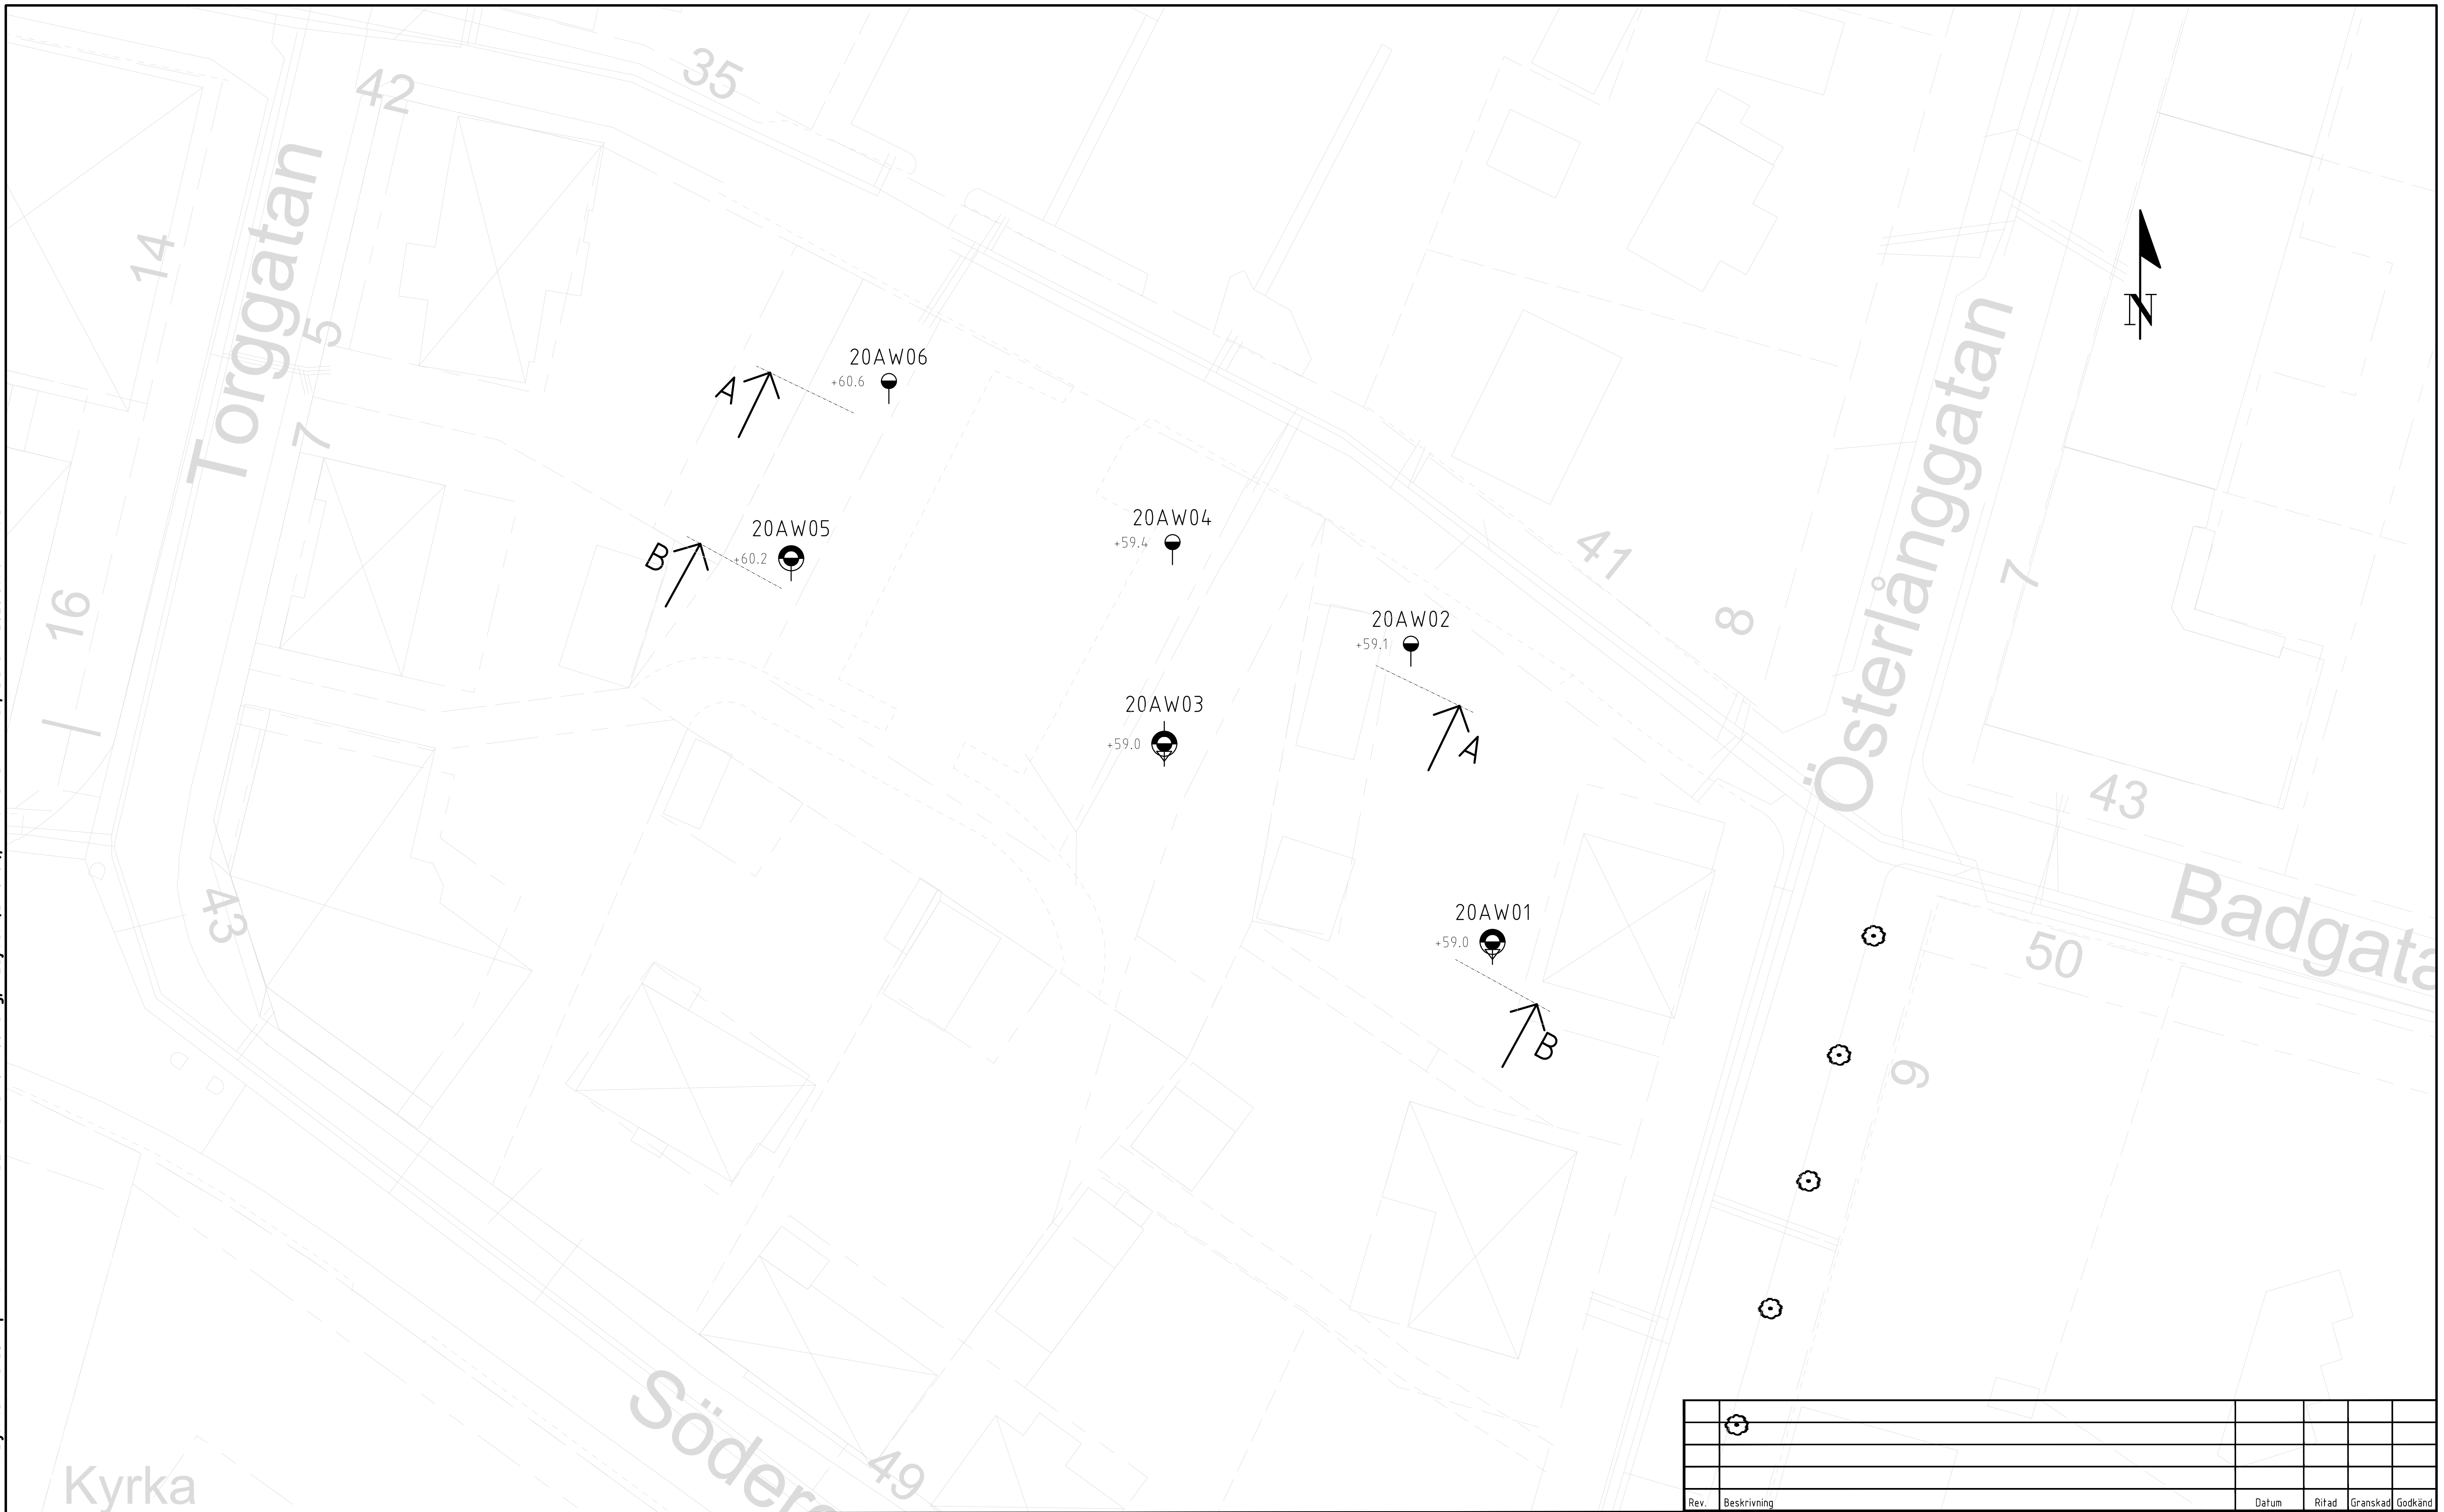 35
42
Torggatan
14
5
7
16
43
N
20AW06
+60.6
A
20AW05
+60.2
B
20AW04
+59.4
20AW02
+59.1
A
20AW03
+59.0
20AW01
+59.0
B
41
8
Österlånggatan
7
43
Badgata
50
9
Söderg
49
Kyrka
Rev. Beskrivning Datum Ritad Granskad Godkänd